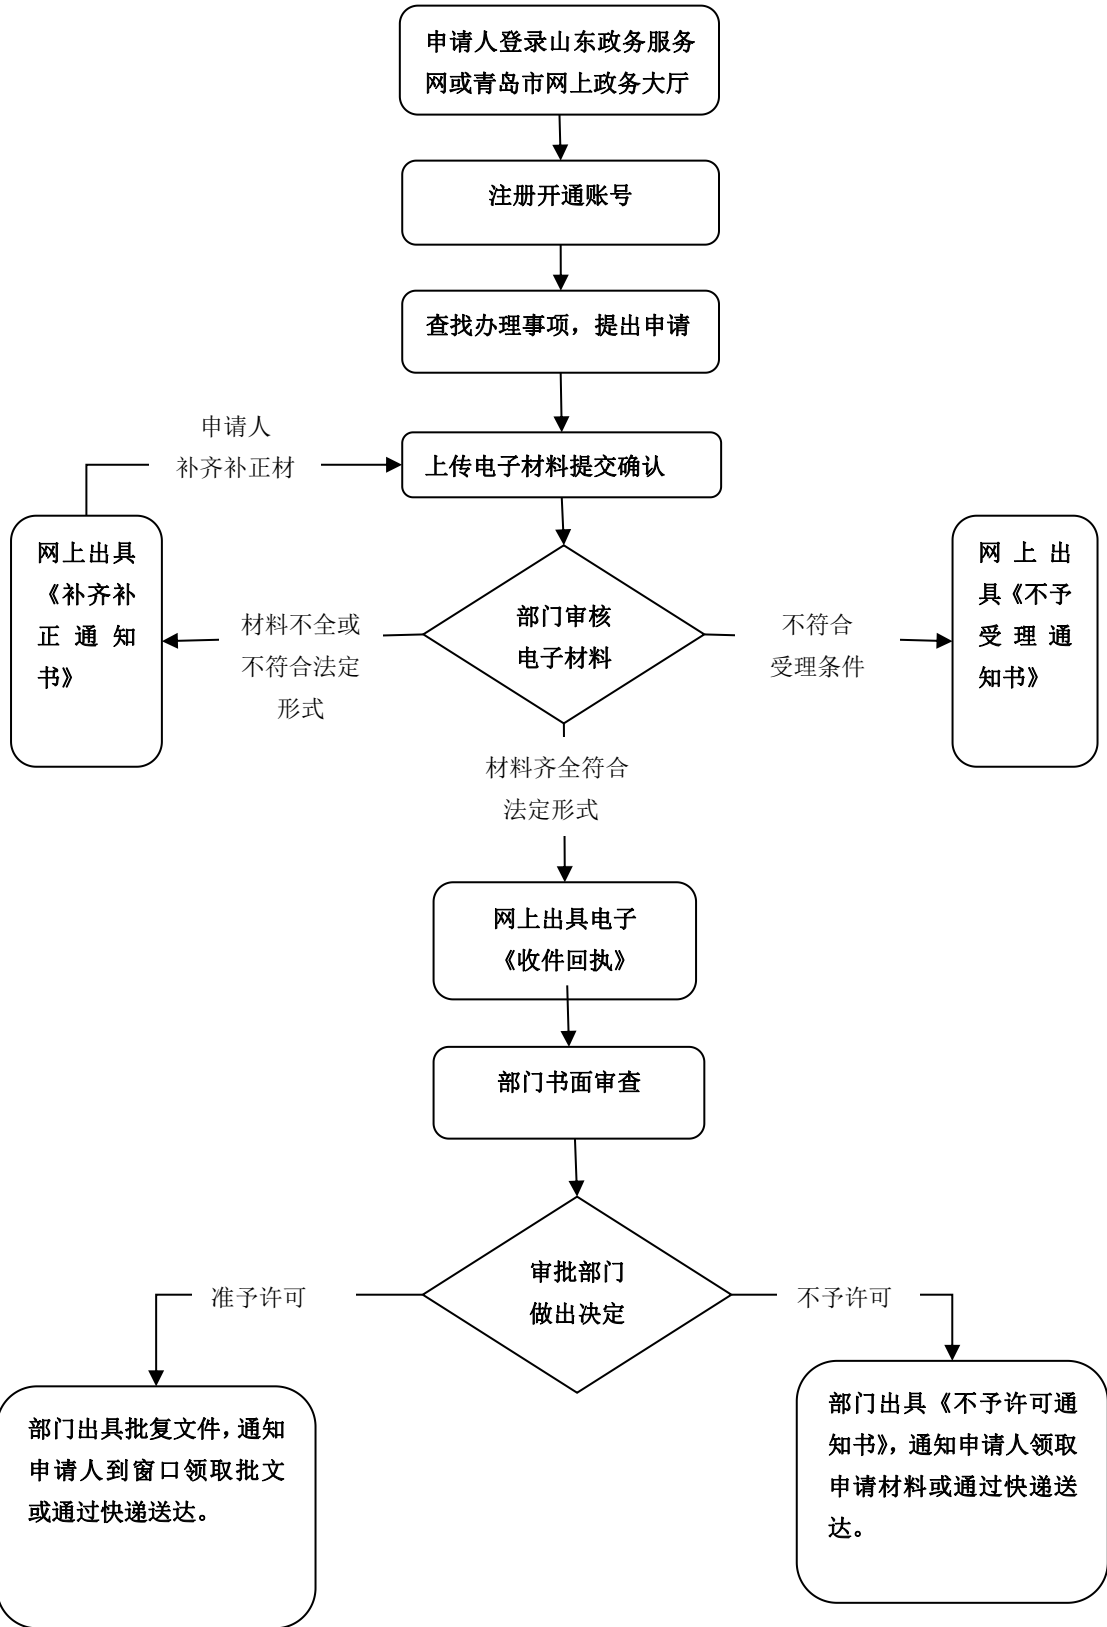 申请人登录山东政务服务
网或青岛市网上政务大厅
注册开通账号
查找办理事项，提出申请
申请人
补齐补正材
上传电子材料提交确认
网上出具
《补齐补
正通知
书》
材料不全或
不符合法定
形式
部门审核
电子材料
不符合
受理条件
网上出
具《不予
受理通
知书》
材料齐全符合
法定形式
网上出具电子
《收件回执》
部门书面审查
审批部门
做出决定
准予许可
不予许可
部门出具批复文件，通知
申请人到窗口领取批文
或通过快递送达。
部门出具《不予许可通
知书》，通知申请人领取
申请材料或通过快递送
达。